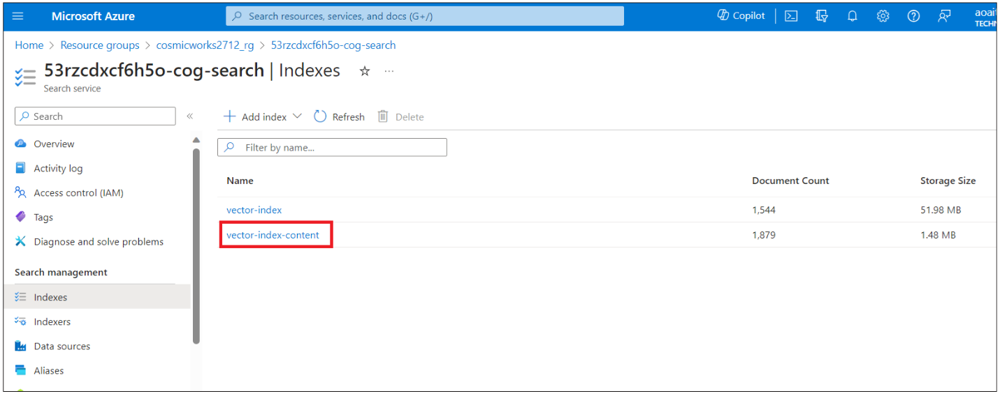 Microsoft Azure
Search resources, services, and docs (G+/)
Copilot
Home > Resource groups > cosmicworks2712_rg > 53rzcdxcf6h5o-cog-search
53rzcdxcf6h5o-cog-search | Indexes
Search service
Search
Add index
Refresh
Delete
Overview
Activity log
Access control (IAM)
Tags
Diagnose and solve problems
Search management
Indexes
Indexers
Data sources
Aliases
Filter by name...
Name Document Count Storage Size
vector-index 1,544 51.98 MB
vector-index-content 1,879 1.48 MB